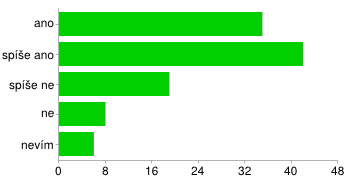 ano
spíše ano
spíše ne
ne
nevím
0 8 16 24 32 40 48